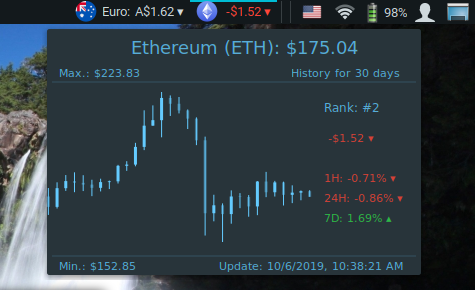 Euro: A$1.62 ▾ -$1.52 ▾ 98%
Ethereum (ETH): $175.04
Max.: $223.83 History for 30 days
Rank: #2
-$1.52 ▾
1H: -0.71% ▾
24H: -0.86% ▾
7D: 1.69% ▴
Min.: $152.85 Update: 10/6/2019, 10:38:21 AM